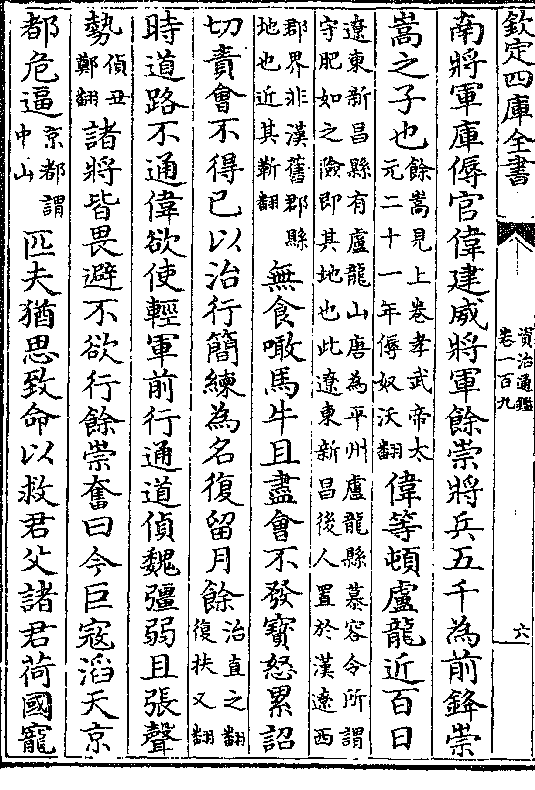 欽定四庫全書
資治通鑑
卷一百九
六
南將軍庫傉官偉建威將軍餘崇將兵五千為前鋒崇
嵩之子也餘嵩見上卷孝武帝太元二十一年傉奴沃翻偉等頓盧龍近百日
遼東新昌縣有盧龍山唐為平州盧龍縣慕容令所謂守肥如之險即其地也此遼東新昌後人置於漢遼西
郡界非漢舊郡縣地也近其靳翻無食噉馬牛且盡會不發寶怒累詔
切責會不得已以治行簡練為名復留月餘治直之翻復扶又翻
時道路不通偉欲使輕軍前行通道偵魏彊弱且張聲
勢偵丑鄭翻諸將皆畏避不欲行餘崇奮曰今巨寇滔天京
都危逼京都謂中山匹夫猶思致命以救君父諸君荷國寵